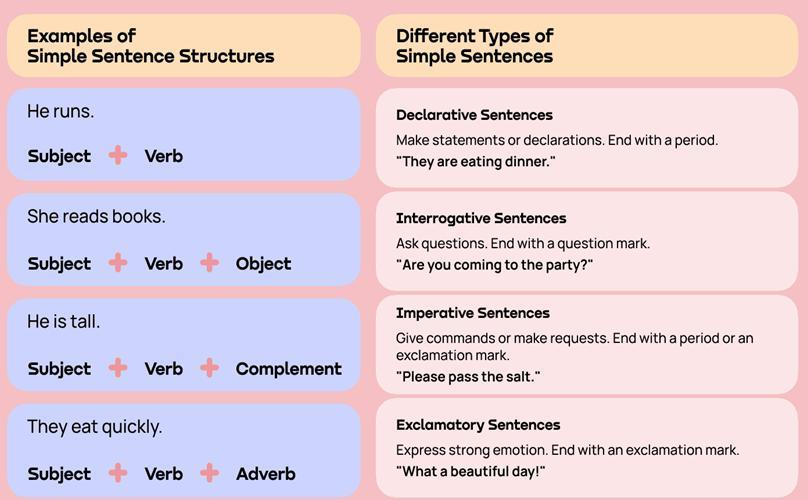 Examples of
Simple Sentence Structures
He runs.
Subject + Verb
She reads books.
Subject + Verb + Object
He is tall.
Subject + Verb + Complement
They eat quickly.
Subject + Verb + Adverb
Different Types of
Simple Sentences
Declarative Sentences
Make statements or declarations. End with a period.
"They are eating dinner."
Interrogative Sentences
Ask questions. End with a question mark.
"Are you coming to the party?"
Imperative Sentences
Give commands or make requests. End with a period or an
exclamation mark.
"Please pass the salt."
Exclamatory Sentences
Express strong emotion. End with an exclamation mark.
"What a beautiful day!"